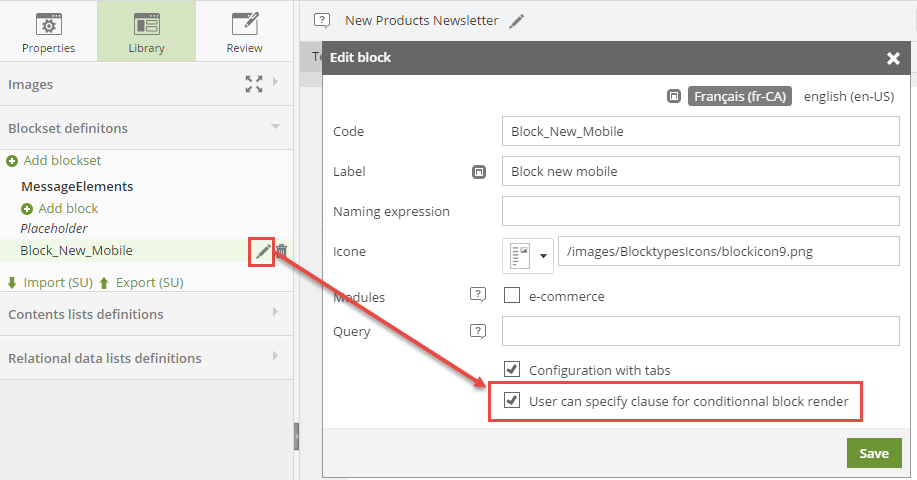 Properties
Library
Review
Images
Blockset definitons
Add blockset
MessageElements
Add block
Placeholder
Block_New_Mobile
Import (SU) Export (SU)
Contents lists definitions
Relational data lists definitions
? New Products Newsletter
Te
Edit block
Français (fr-CA) english (en-US)
Code Block_New_Mobile
Label Block new mobile
Naming expression
Icone /images/BlocktypesIcons/blockicon9.png
Modules ? e-commerce
Query ?
Configuration with tabs
User can specify clause for conditionnal block render
Save